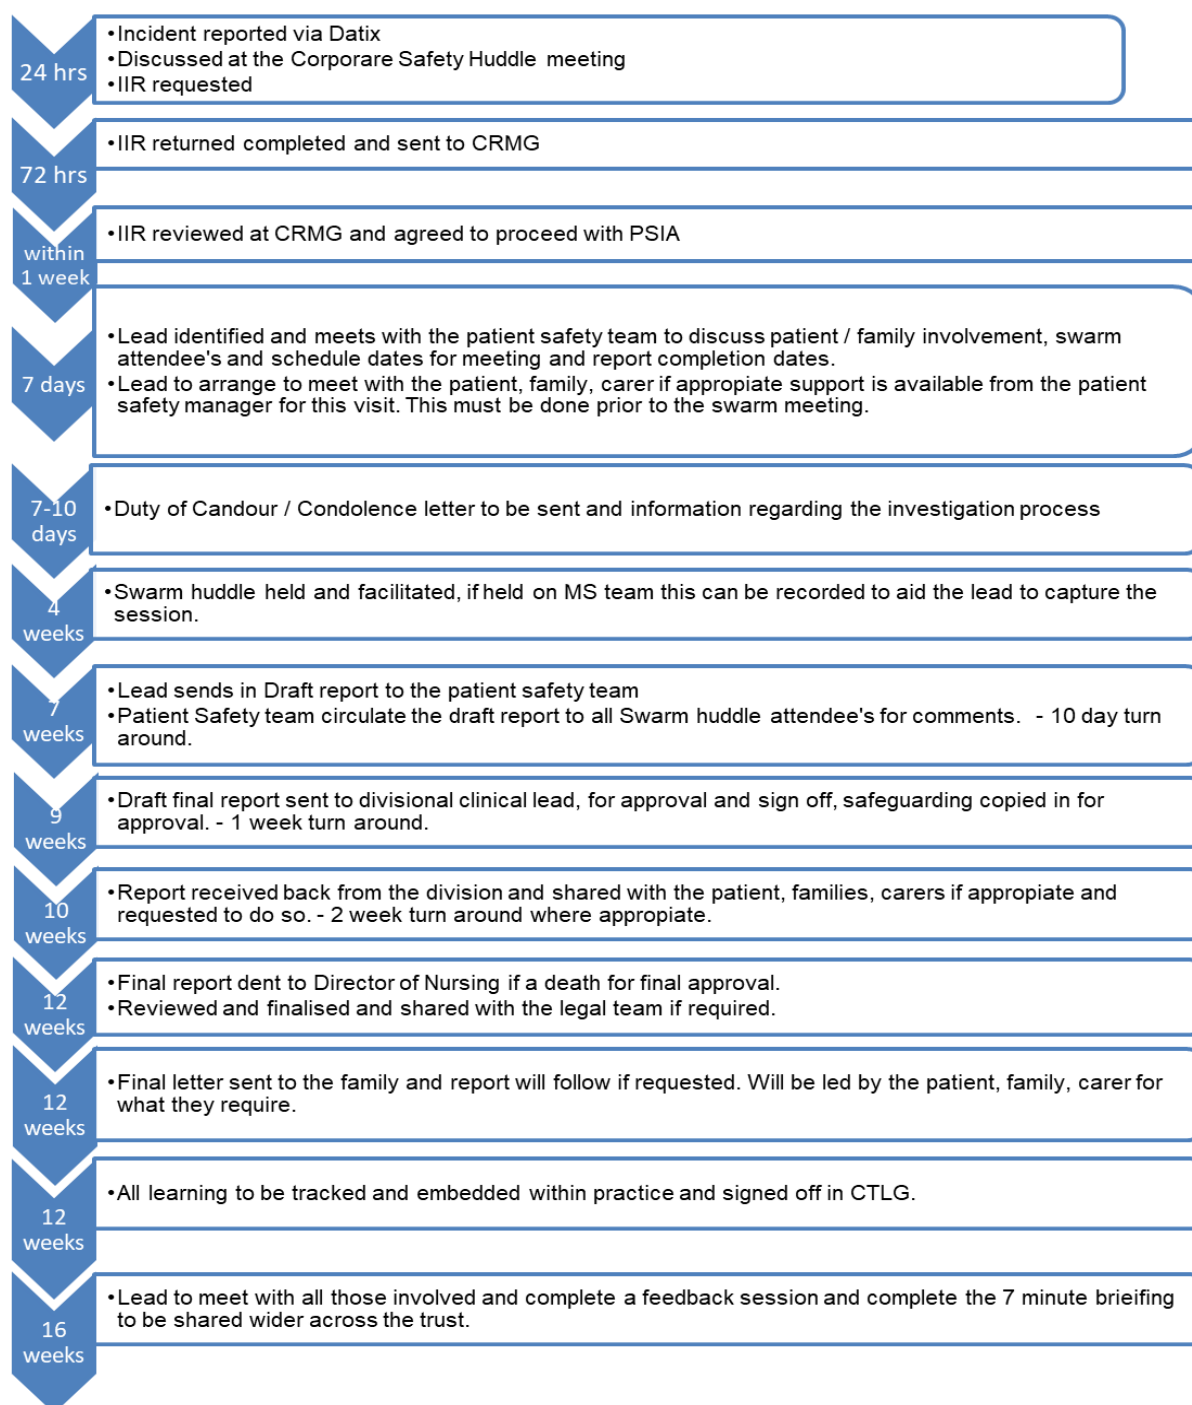 24 hrs
•Incident reported via Datix
•Discussed at the Corporare Safety Huddle meeting
•IIR requested
72 hrs
•IIR returned completed and sent to CRMG
within
1 week
•IIR reviewed at CRMG and agreed to proceed with PSIA
7 days
•Lead identified and meets with the patient safety team to discuss patient / family involvement, swarm
attendee's and schedule dates for meeting and report completion dates.
•Lead to arrange to meet with the patient, family, carer if appropiate support is available from the patient
safety manager for this visit. This must be done prior to the swarm meeting.
7-10
days
•Duty of Candour / Condolence letter to be sent and information regarding the investigation process
4
weeks
•Swarm huddle held and facilitated, if held on MS team this can be recorded to aid the lead to capture the
session.
7
weeks
•Lead sends in Draft report to the patient safety team
•Patient Safety team circulate the draft report to all Swarm huddle attendee's for comments. - 10 day turn
around.
9
weeks
•Draft final report sent to divisional clinical lead, for approval and sign off, safeguarding copied in for
approval. - 1 week turn around.
10
weeks
•Report received back from the division and shared with the patient, families, carers if appropiate and
requested to do so. - 2 week turn around where appropiate.
12
weeks
•Final report dent to Director of Nursing if a death for final approval.
•Reviewed and finalised and shared with the legal team if required.
12
weeks
•Final letter sent to the family and report will follow if requested. Will be led by the patient, family, carer for
what they require.
12
weeks
•All learning to be tracked and embedded within practice and signed off in CTLG.
16
weeks
•Lead to meet with all those involved and complete a feedback session and complete the 7 minute brieifing
to be shared wider across the trust.